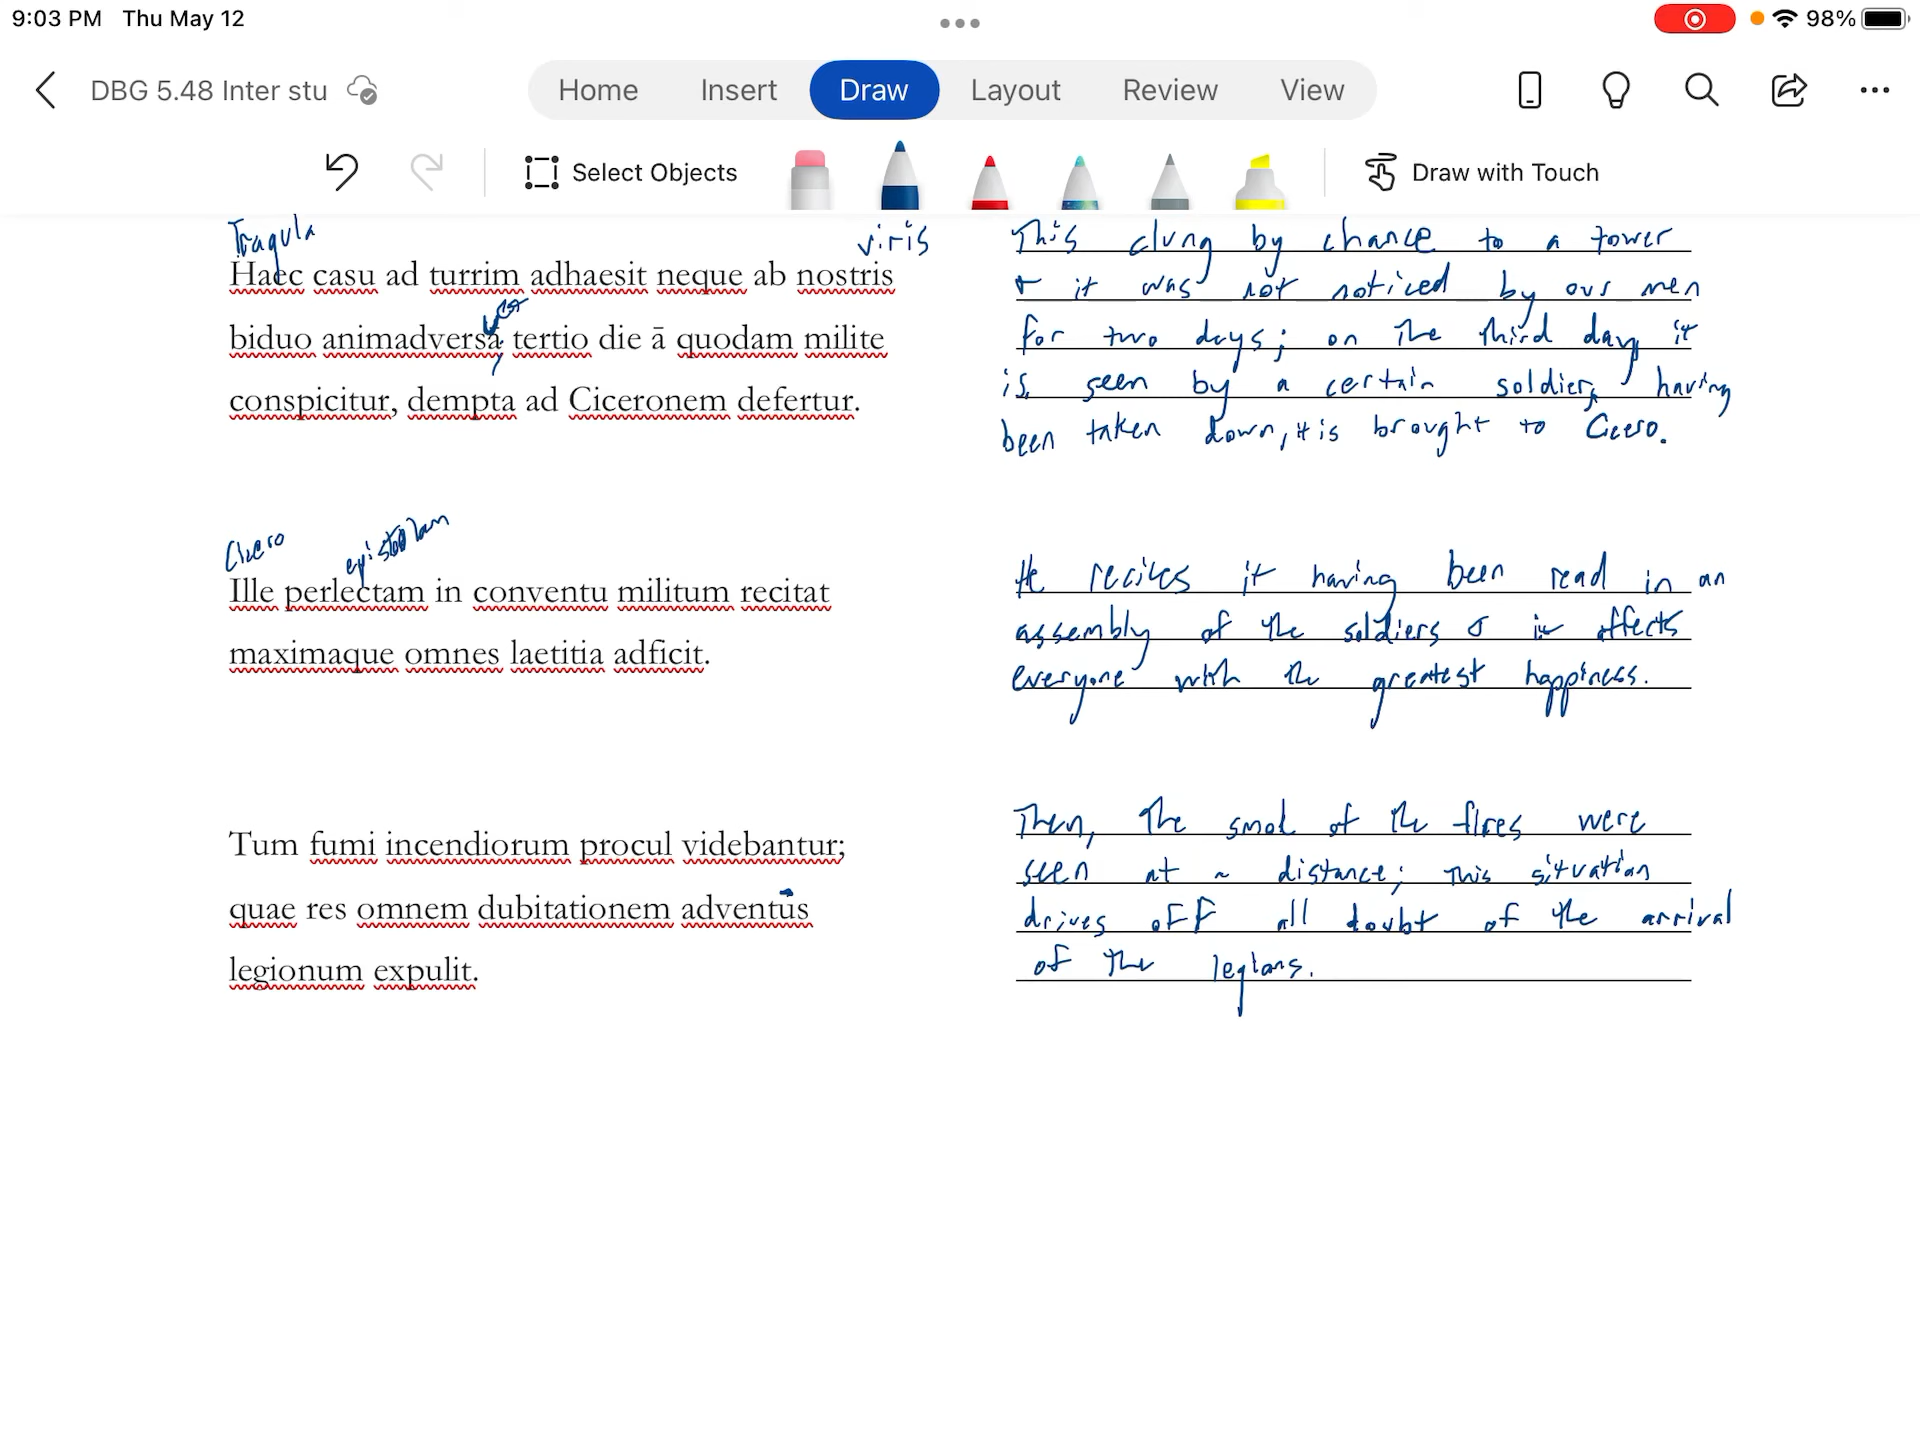 9:03 PM Thu May 12
98%
DBG 5.48 Inter stu
Home Insert Draw Layout Review View
Select Objects
Draw with Touch
Tragula
viris
Haec casu ad turrim adhaesit neque ab nostris
est
biduo animadversa; tertio die ā quodam milite
conspicitur, dempta ad Ciceronem defertur.
This clung by chance to a tower
+ it was not noticed by our men
for two days; on the third day it
is seen by a certain soldier, having
been taken down, it is brought to Cicero.
Cicero epistolam
Ille perlectam in conventu militum recitat
maximaque omnes laetitia adficit.
He recites it having been read in an
assembly of the soldiers & it affects
everyone with the greatest happiness.
Tum fumi incendiorum procul videbantur;
quae res omnem dubitationem adventūs
legionum expulit.
Then, the smok of the fires were
seen at a distance; this situation
drives off all doubt of the arrival
of the legions.